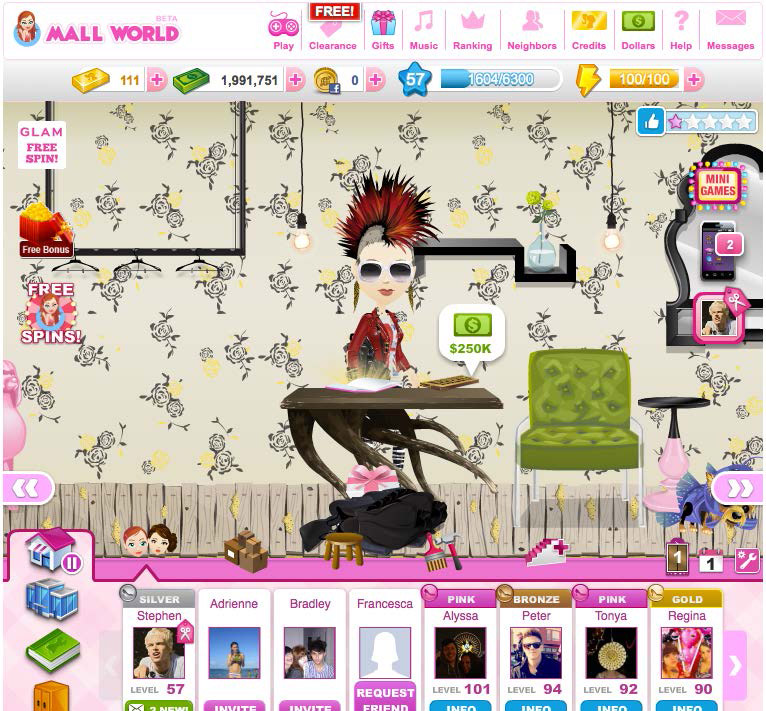 BETA
MALL WORLD
FREE!
Play
Clearance
Gifts
Music
Ranking
Neighbors
Credits
Dollars
Help
Messages
111
1,991,751
0
57
1604/6300
100/100
GLAM
FREE
SPIN!
MINI
GAMES
Free Bonus
2
FREE
SPINS!
$250K
1
1
SILVER
Stephen
LEVEL 57
2 NEW!
Adrienne
INVITE
Bradley
INVITE
Francesca
REQUEST
FRIEND
PINK
Alyssa
LEVEL 101
INFO
BRONZE
Peter
LEVEL 94
INFO
PINK
Tonya
LEVEL 92
INFO
GOLD
Regina
LEVEL 90
INFO